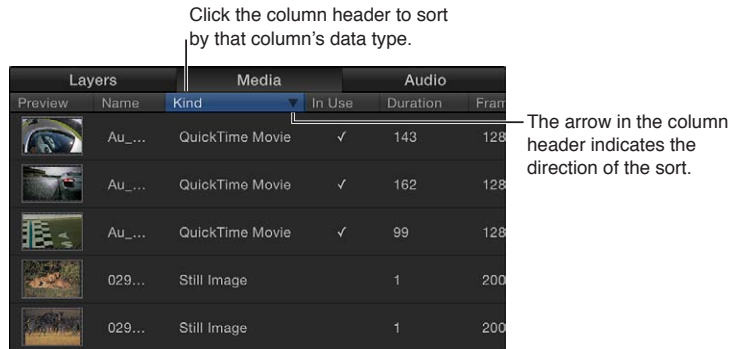 Click the column header to sort
by that column's data type.
Layers Media Audio
Preview Name Kind In Use Duration Fram
Au_... QuickTime Movie ✓ 143 128
Au_... QuickTime Movie ✓ 162 128
Au_... QuickTime Movie ✓ 99 128
029... Still Image 1 200
029... Still Image 1 200
The arrow in the column
header indicates the
direction of the sort.